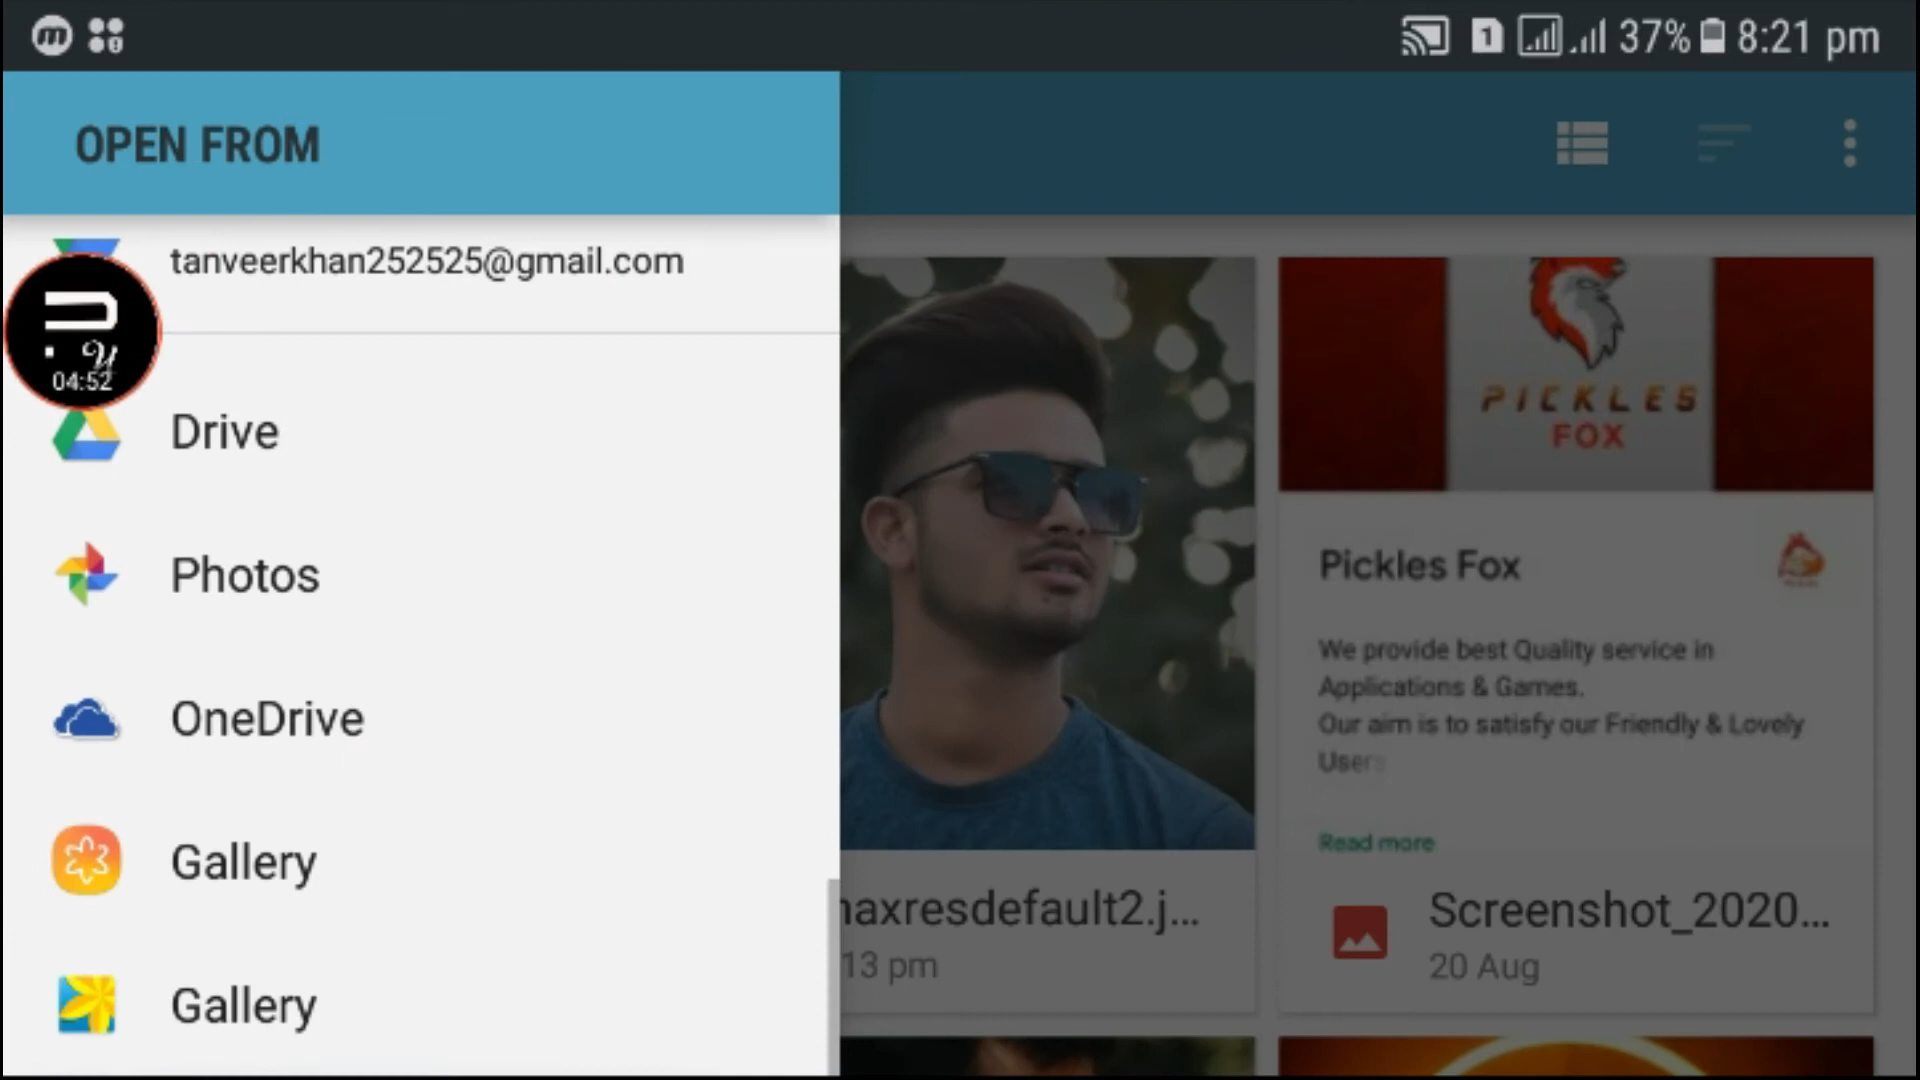 37% 8:21 pm
OPEN FROM
tanveerkhan252525@gmail.com
04:52
Drive
Photos
OneDrive
Gallery
Gallery
PICKLES
FOX
Pickles Fox
We provide best Quality service in
Applications & Games.
Our aim is to satisfy our Friendly & Lovely
Users
Read more
axresdefault2.j...
13 pm
Screenshot_2020...
20 Aug